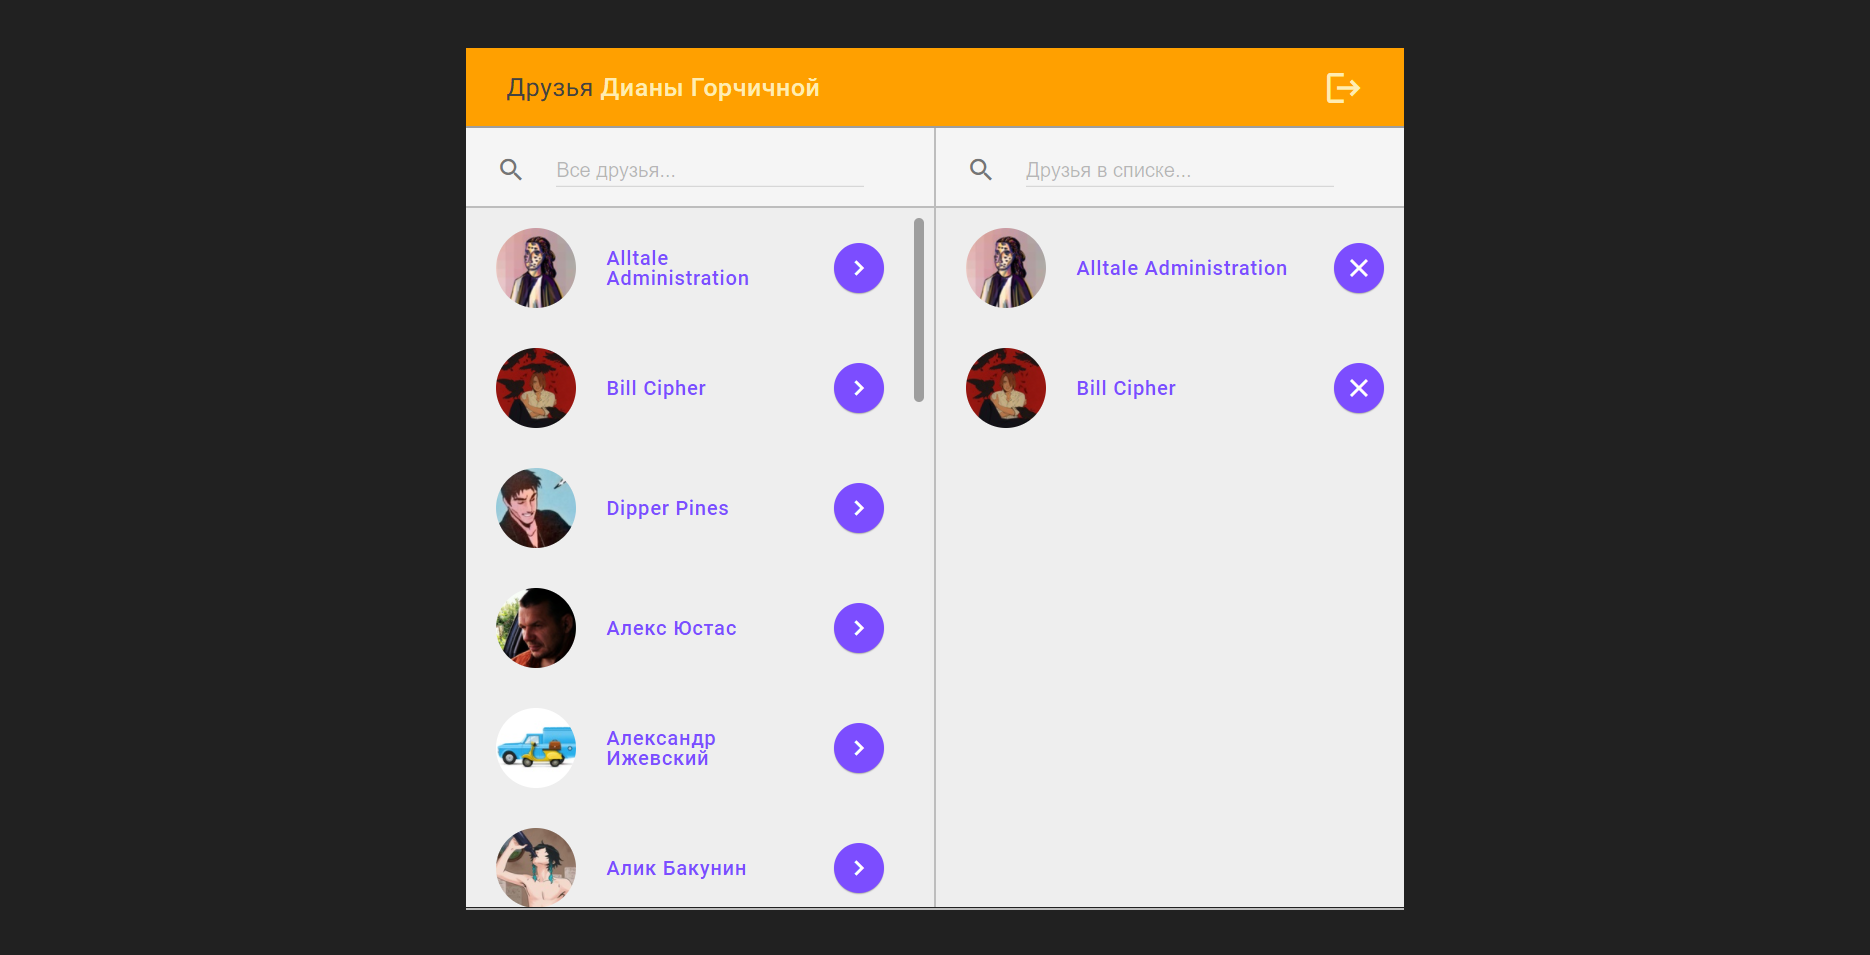 Друзья Дианы Горчичной
Все друзья...
Друзья в списке...
Alltale
Administration
Bill Cipher
Dipper Pines
Алекс Юстас
Александр
Ижевский
Алик Бакунин
Alltale Administration
Bill Cipher